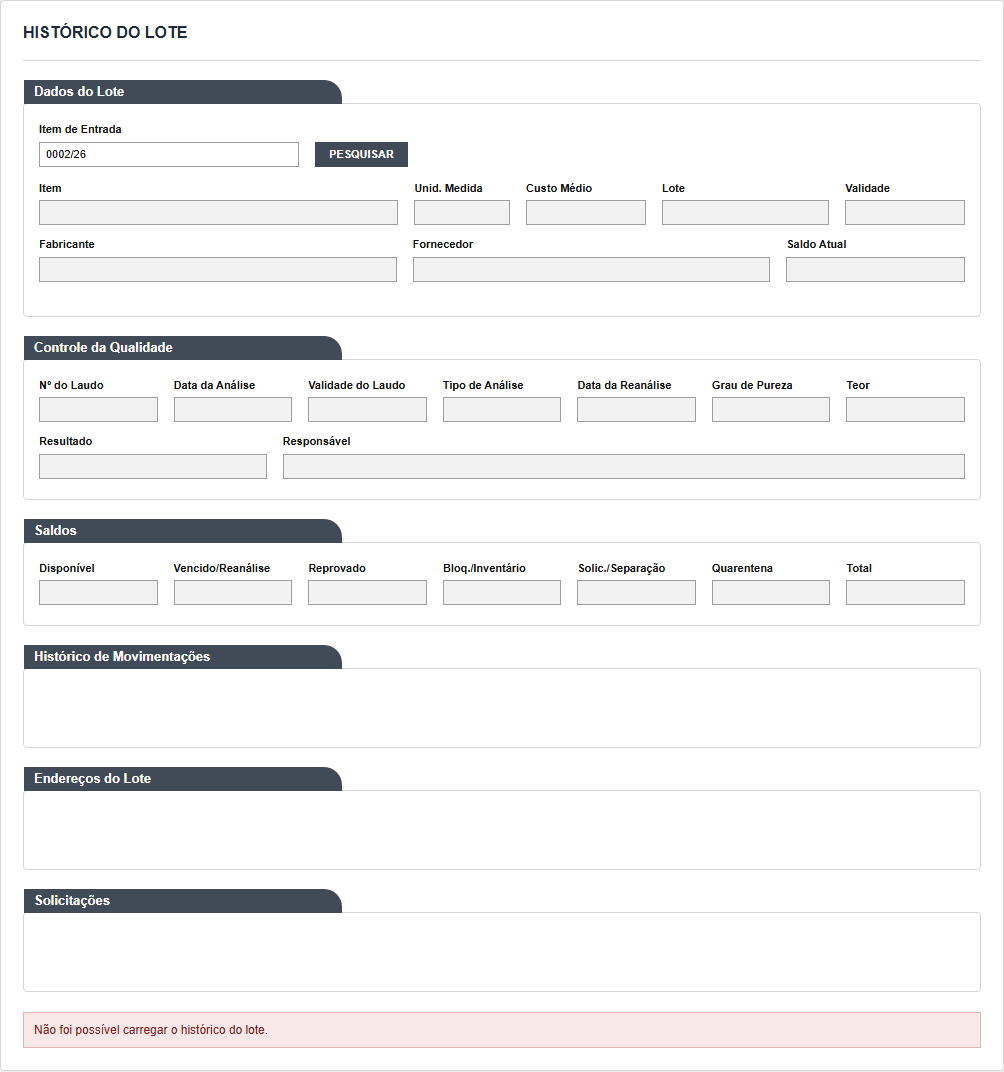 HISTÓRICO DO LOTE
Dados do Lote
Item de Entrada
0002/26 PESQUISAR
Item Unid. Medida Custo Médio Lote Validade
Fabricante Fornecedor Saldo Atual
Controle da Qualidade
Nº do Laudo Data da Análise Validade do Laudo Tipo de Análise Data da Reanálise Grau de Pureza Teor
Resultado Responsável
Saldos
Disponível Vencido/Reanálise Reprovado Bloq./Inventário Solic./Separação Quarentena Total
Histórico de Movimentações
Endereços do Lote
Solicitações
Não foi possível carregar o histórico do lote.